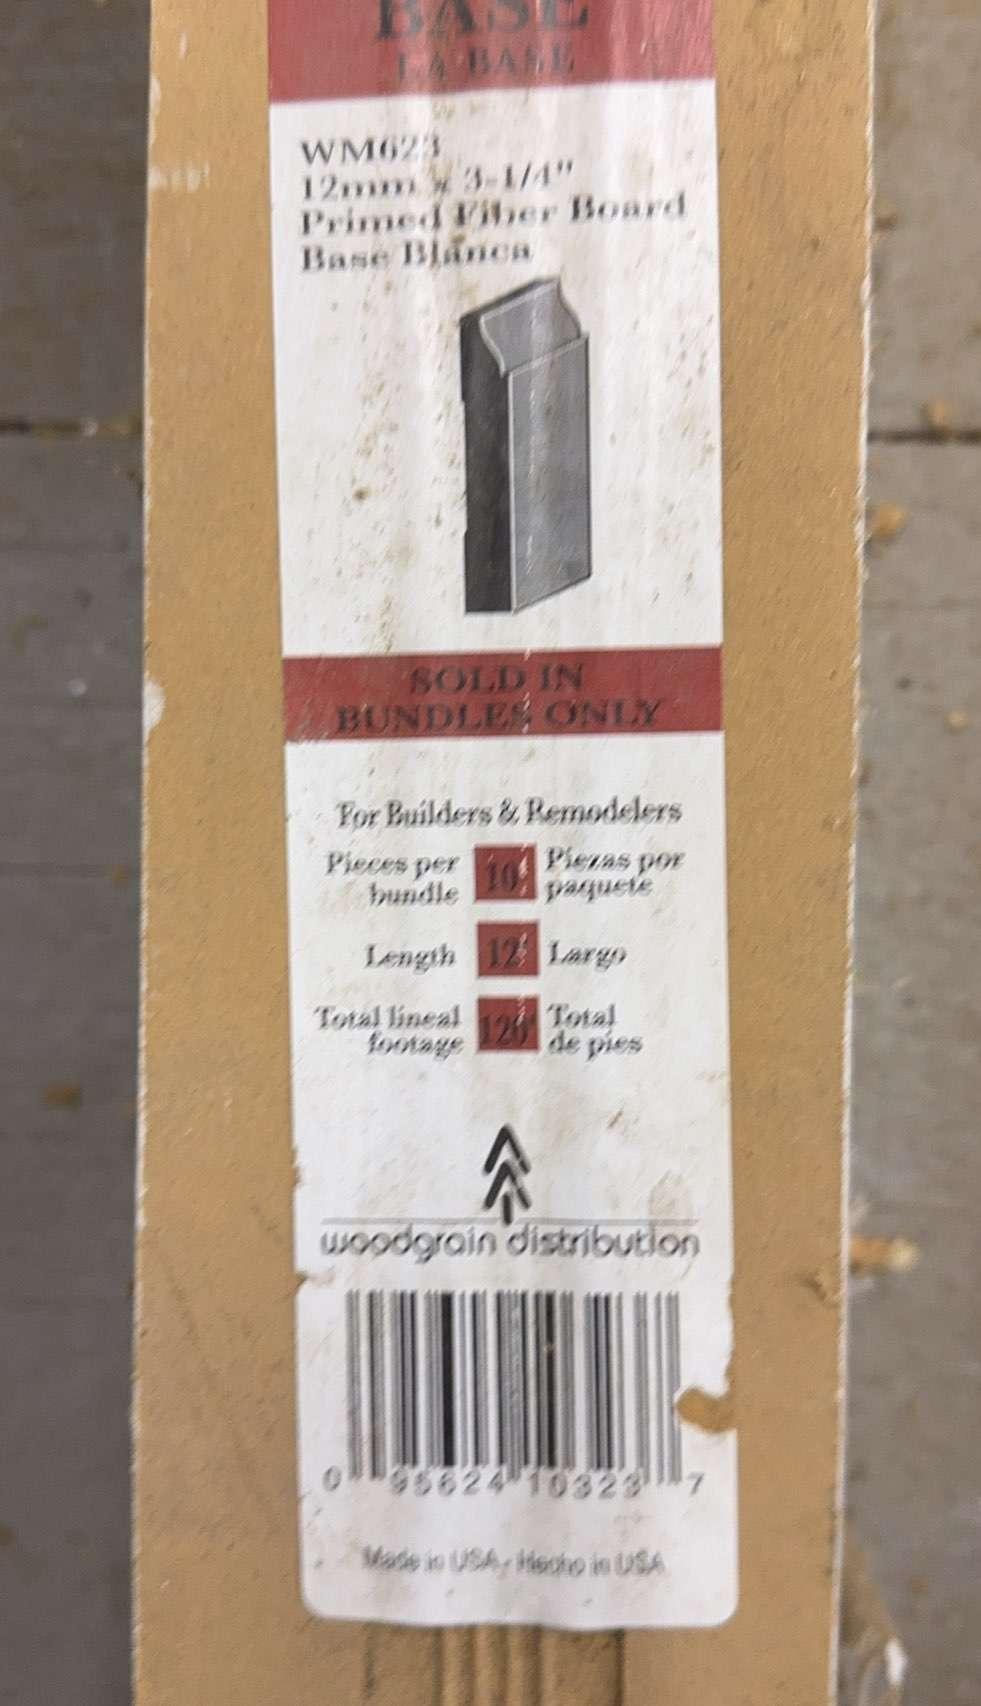 BASE
LA BASE
WM623
12mm x 3-1/4"
Primed Fiber Board
Base Blanca
SOLD IN
BUNDLES ONLY
For Builders & Remodelers
Pieces per bundle 10 Piezas por paquete
Length 12' Largo
Total lineal footage 120' Total de pies
woodgrain distribution
0 95624 10323 7
Made in USA - Hecho in USA